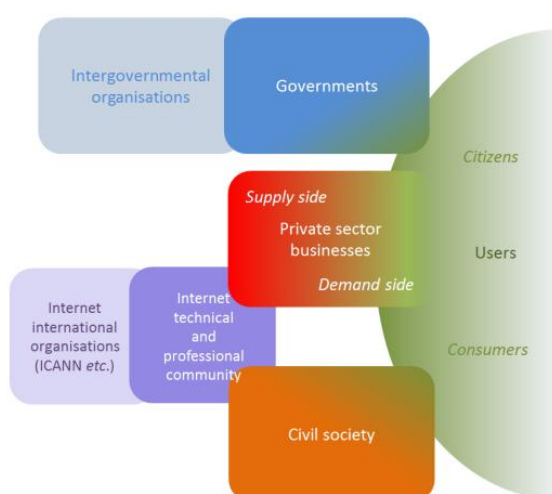 Intergovernmental
organisations
Governments
Citizens
Supply side
Private sector
businesses
Demand side
Users
Internet
international
organisations
(ICANN etc.)
Internet
technical
and
professional
community
Consumers
Civil society